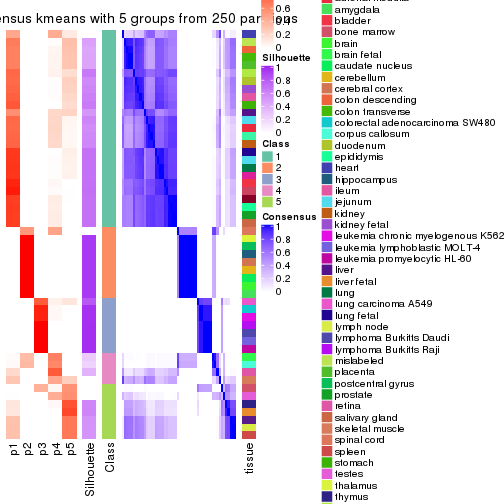 ensus kmeans with 5 groups from 250 par
0.6
0.4
0.2
0
Silhouette
1
0.8
0.6
0.4
0.2
0
Class
1
2
3
4
5
Consensus
1
0.8
0.6
0.4
0.2
0
p1
p2
p3
p4
p5
Silhouette
Class
tissue
amygdala
bladder
bone marrow
brain
brain fetal
caudate nucleus
cerebellum
cerebral cortex
colon descending
colon transverse
colorectal adenocarcinoma SW480
corpus callosum
duodenum
epididymis
heart
hippocampus
ileum
jejunum
kidney
kidney fetal
leukemia chronic myelogenous K562
leukemia lymphoblastic MOLT-4
leukemia promyelocytic HL-60
liver
liver fetal
lung
lung carcinoma A549
lung fetal
lymph node
lymphoma Burkitts Daudi
lymphoma Burkitts Raji
mislabeled
placenta
postcentral gyrus
prostate
retina
salivary gland
skeletal muscle
spinal cord
spleen
stomach
testes
thalamus
thymus